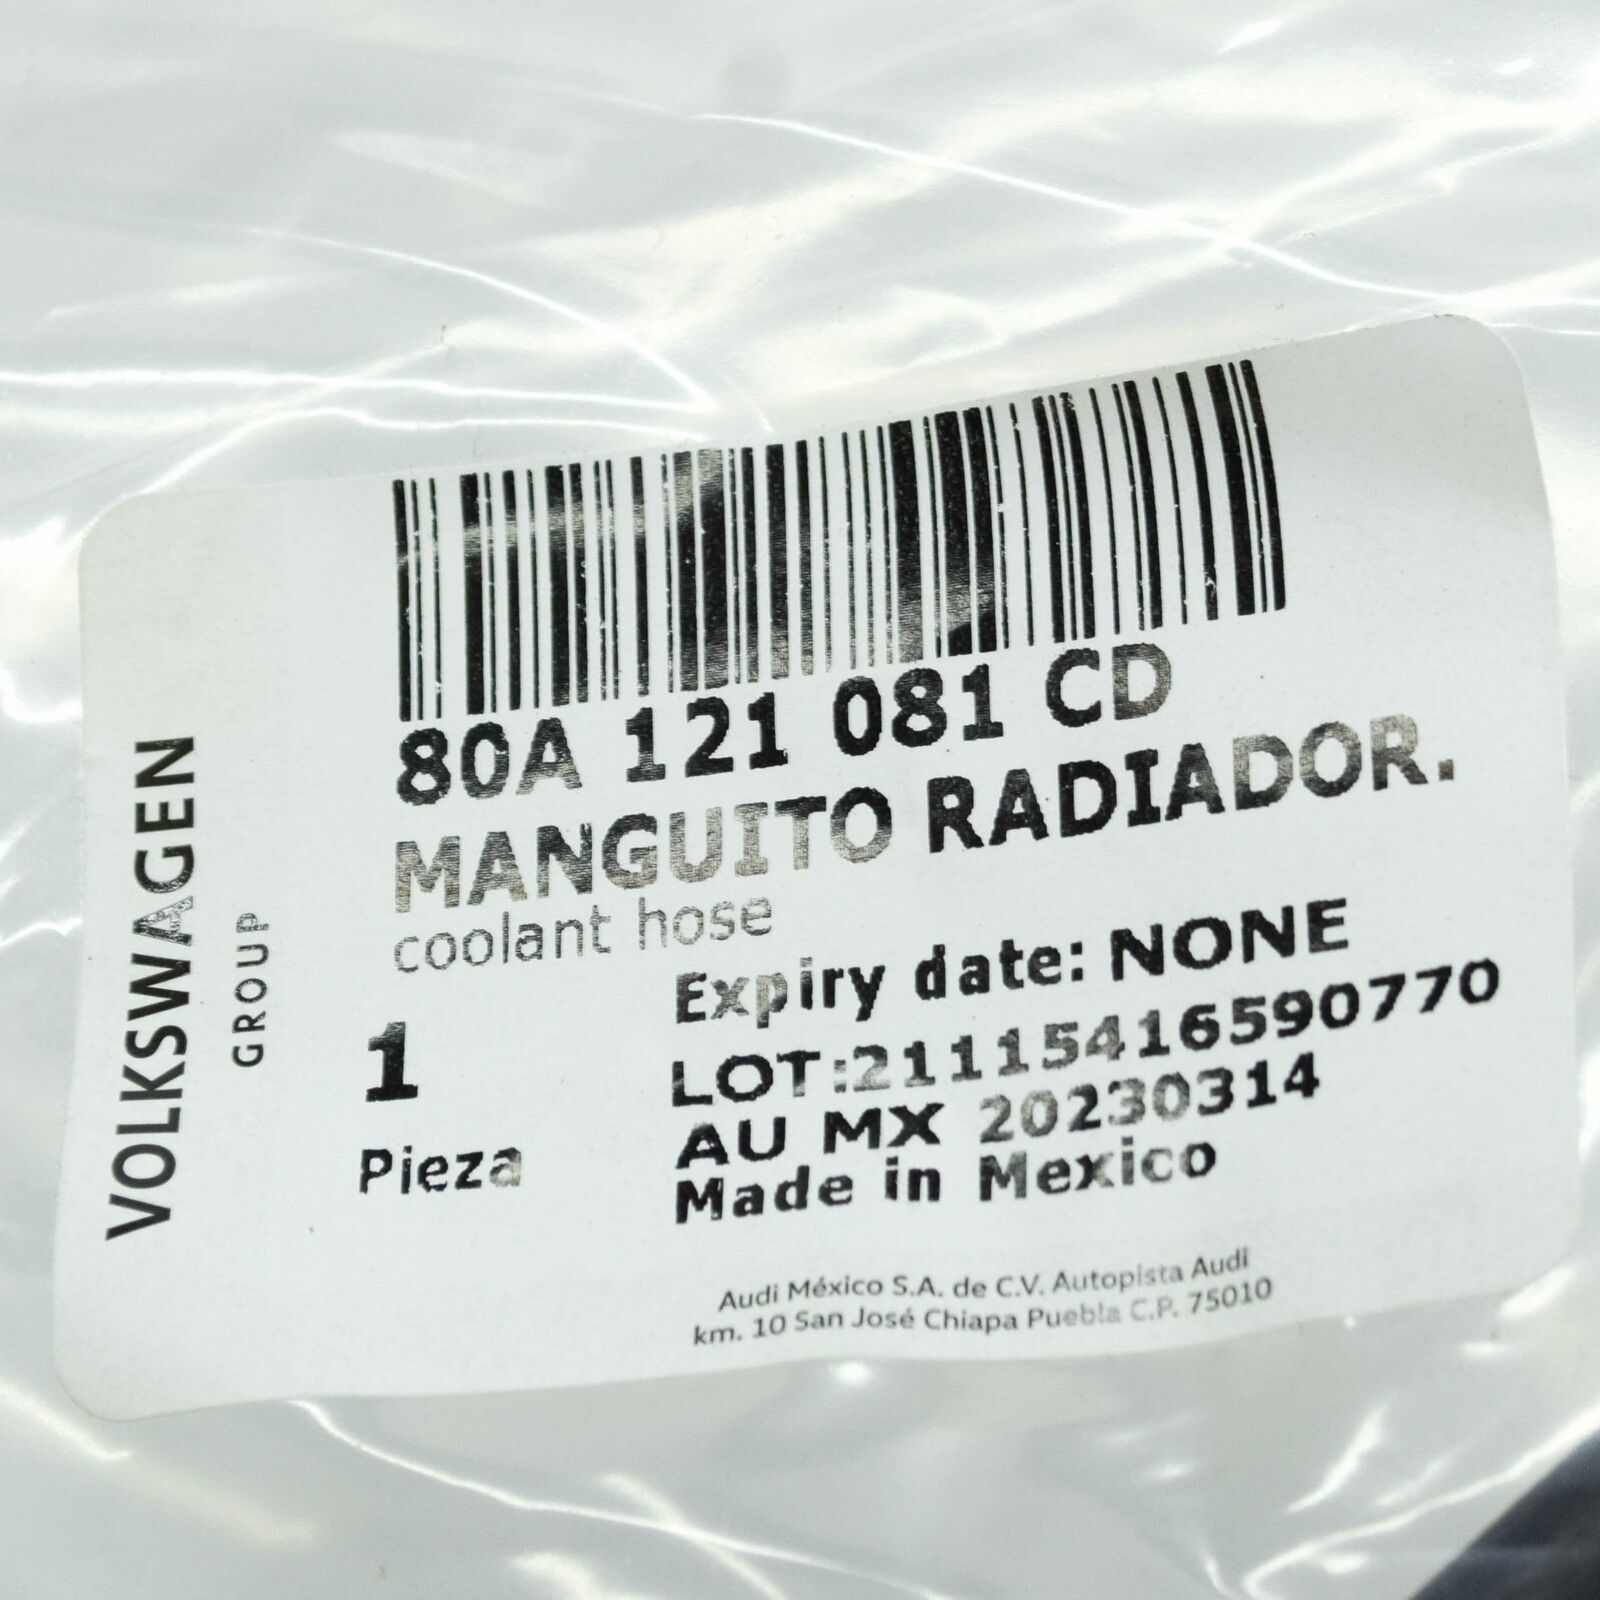 VOLKSWAGEN
GROUP
80A 121 081 CD
MANGUITO RADIADOR.
coolant hose
Expiry date: NONE
1
Pieza
LOT:21115416590770
AU MX 20230314
Made in Mexico
Audi México S.A. de C.V. Autopista Audi
km. 10 San José Chiapa Puebla C.P. 75010